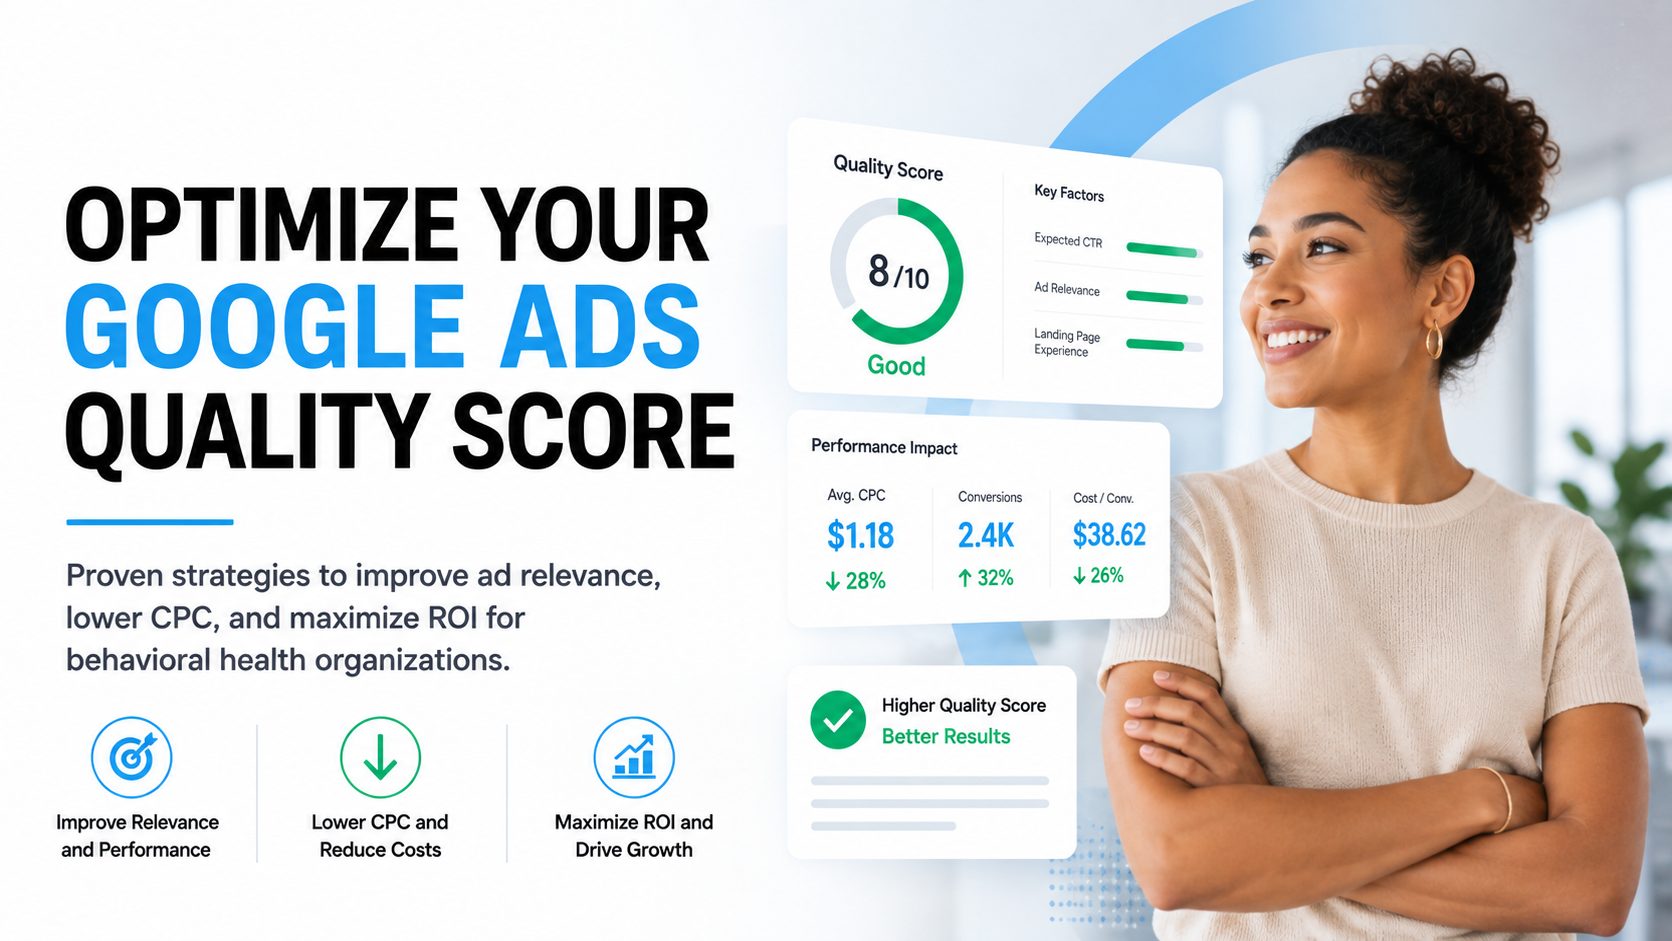 OPTIMIZE YOUR
GOOGLE ADS
QUALITY SCORE
Proven strategies to improve ad relevance,
lower CPC, and maximize ROI for
behavioral health organizations.
Improve Relevance
and Performance
Lower CPC and
Reduce Costs
Maximize ROI and
Drive Growth
Quality Score
8/10
Good
Key Factors
Expected CTR
Ad Relevance
Landing Page
Experience
Performance Impact
Avg. CPC
$1.18
↓ 28%
Conversions
2.4K
↑ 32%
Cost / Conv.
$38.62
↓ 26%
Higher Quality Score
Better Results